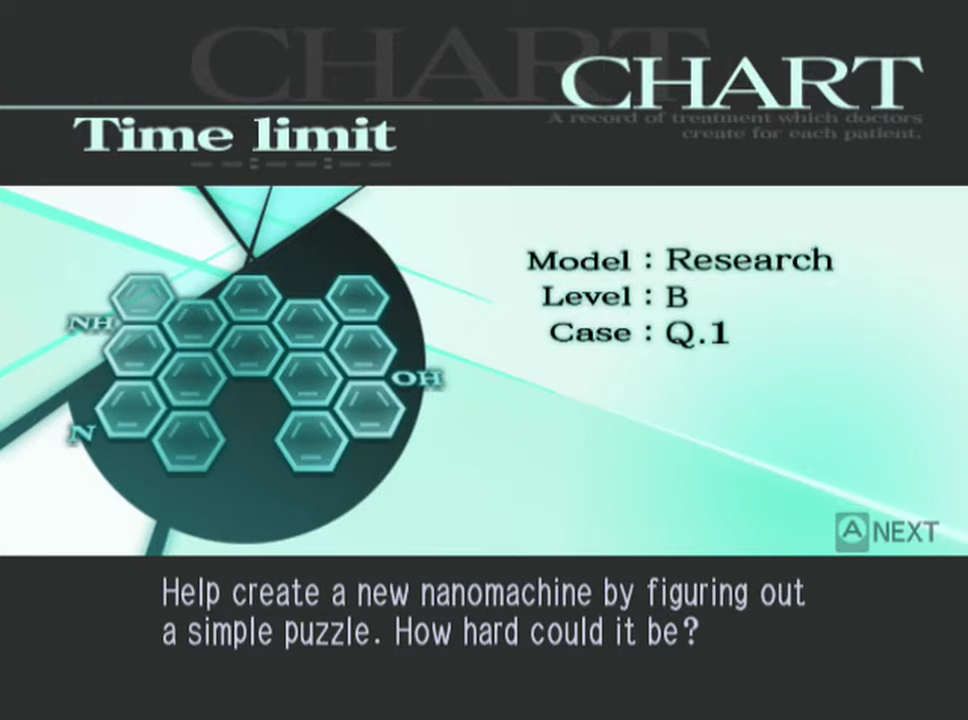 CHART
CHART
A record of treatment which doctors
create for each patient.
Time limit
-- : -- : --
Model : Research
Level : B
Case : Q.1
NH
OH
N
A NEXT
Help create a new nanomachine by figuring out
a simple puzzle. How hard could it be?